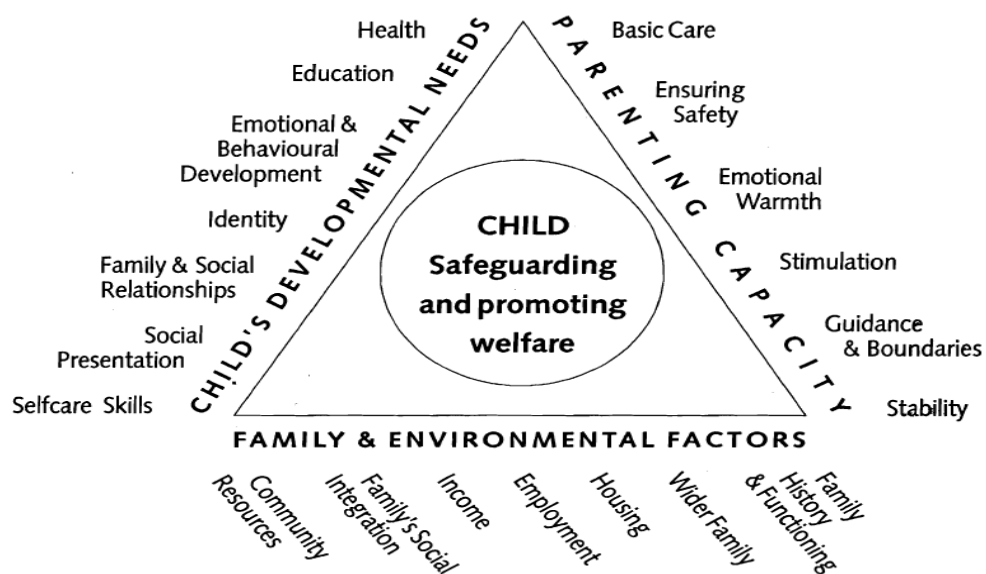 Health
Education
Emotional &
Behavioural
Development
Identity
Family & Social
Relationships
Social
Presentation
Selfcare Skills
CHILD'S DEVELOPMENTAL NEEDS
PARENTING CAPACITY
Basic Care
Ensuring
Safety
Emotional
Warmth
Stimulation
Guidance
& Boundaries
Stability
CHILD
Safeguarding
and promoting
welfare
FAMILY & ENVIRONMENTAL FACTORS
Community
Resources
Family's Social
Integration
Income
Employment
Housing
Wider Family
Family
History
& Functioning